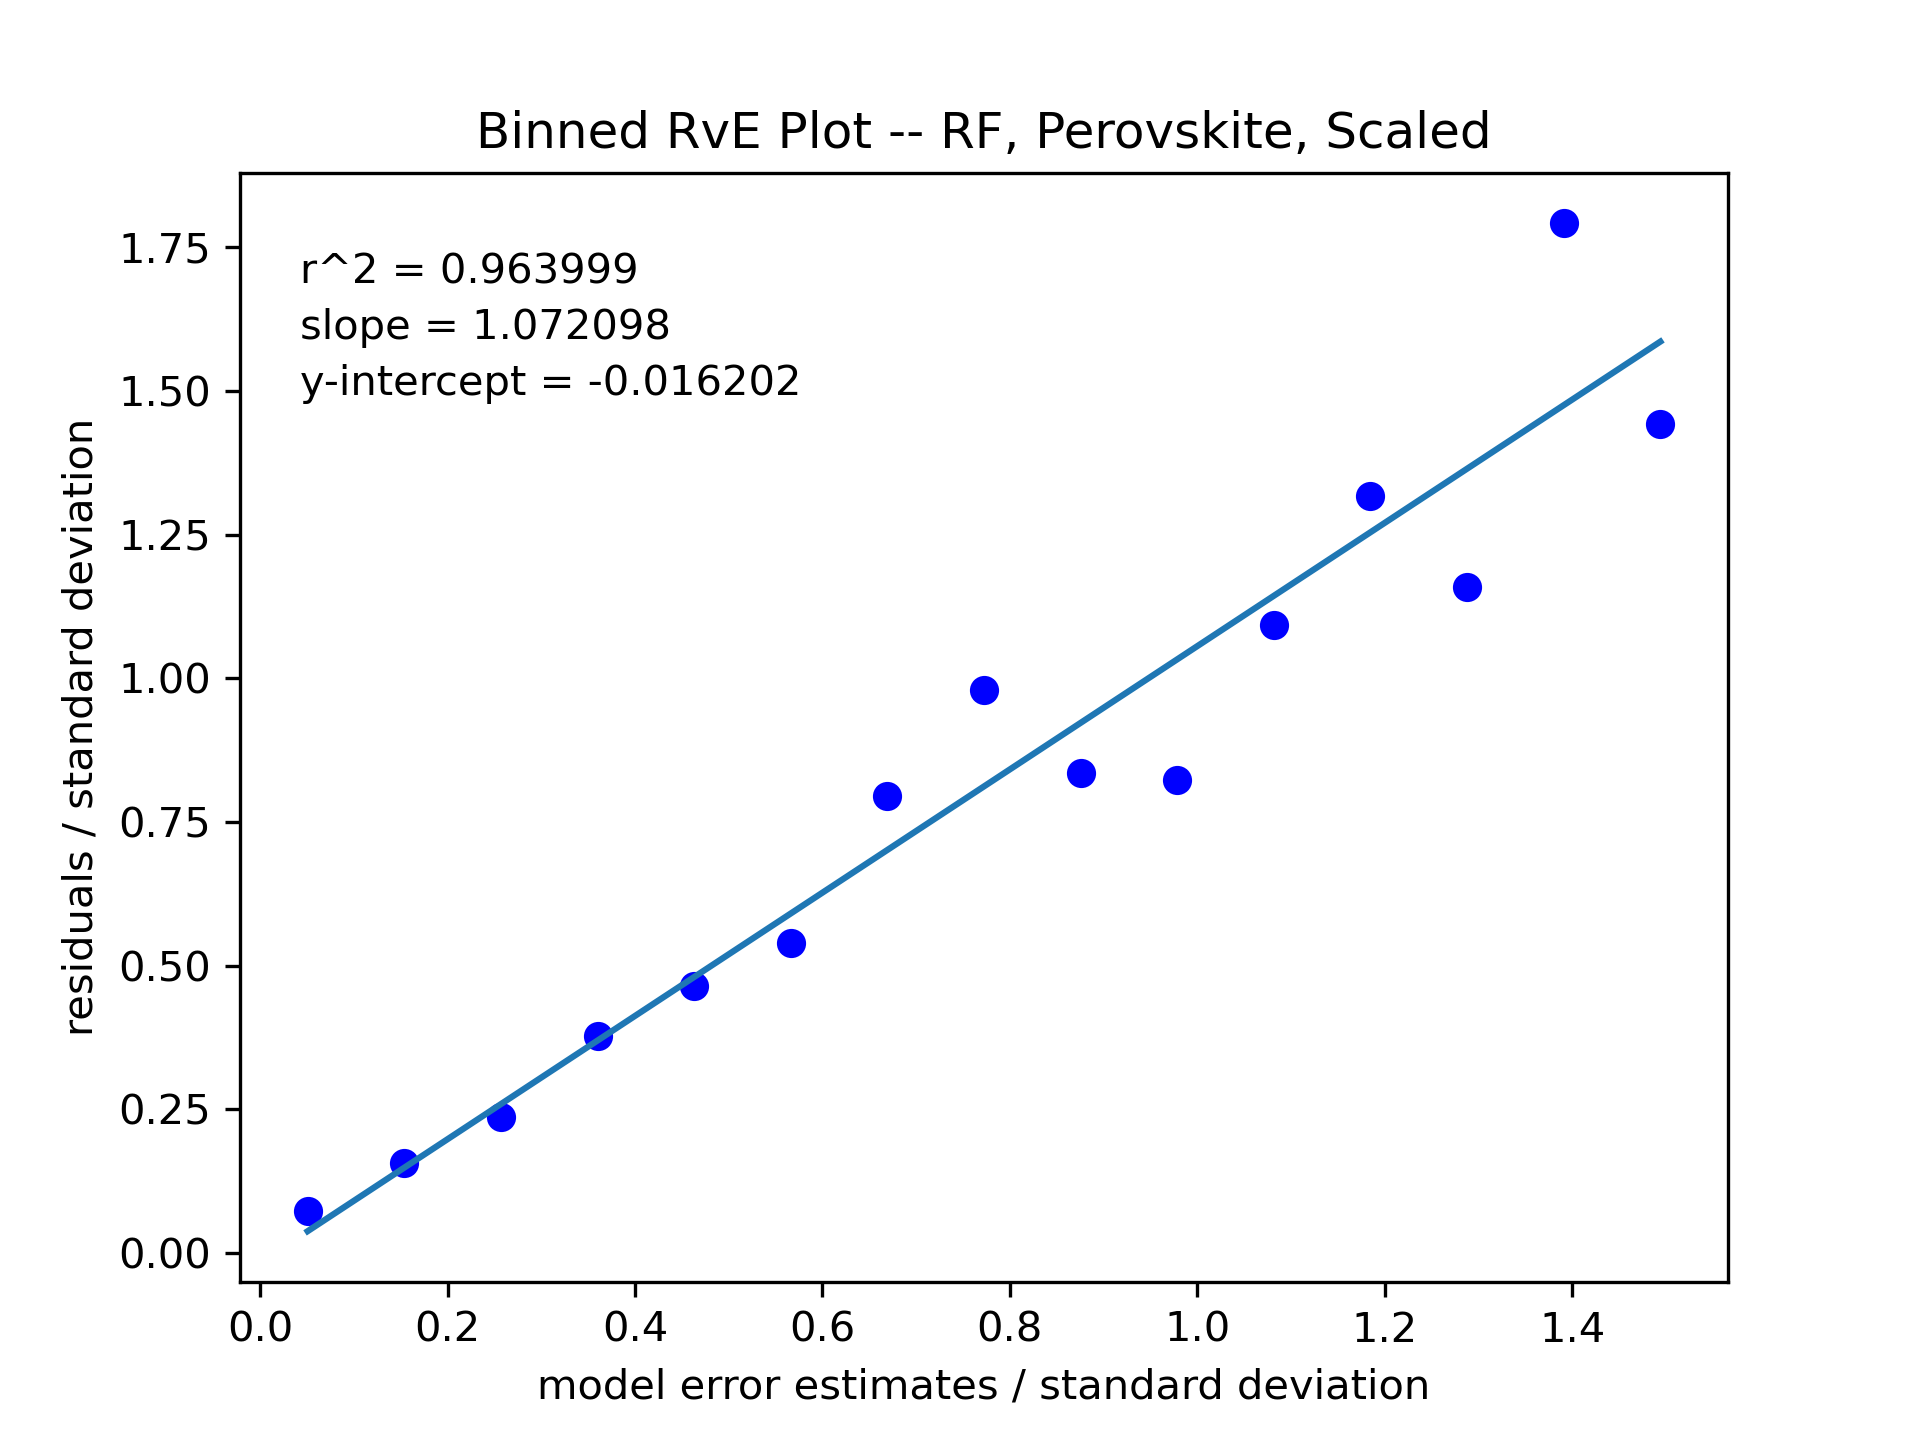 Binned RvE Plot -- RF, Perovskite, Scaled
r^2 = 0.963999
slope = 1.072098
y-intercept = -0.016202
residuals / standard deviation
1.75
1.50
1.25
1.00
0.75
0.50
0.25
0.00
0.0 0.2 0.4 0.6 0.8 1.0 1.2 1.4
model error estimates / standard deviation